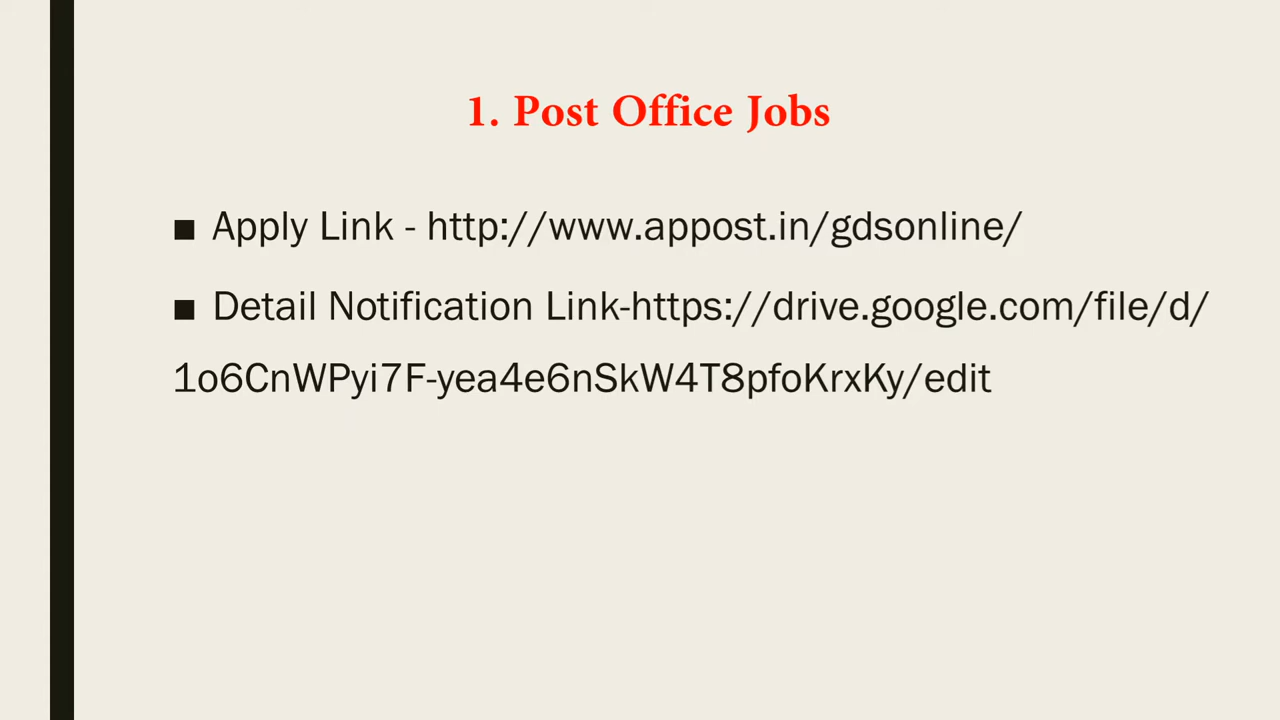 1. Post Office Jobs
■ Apply Link - http://www.appost.in/gdsonline/
■ Detail Notification Link-https://drive.google.com/file/d/
1o6CnWPyi7F-yea4e6nSkW4T8pfoKrxKy/edit